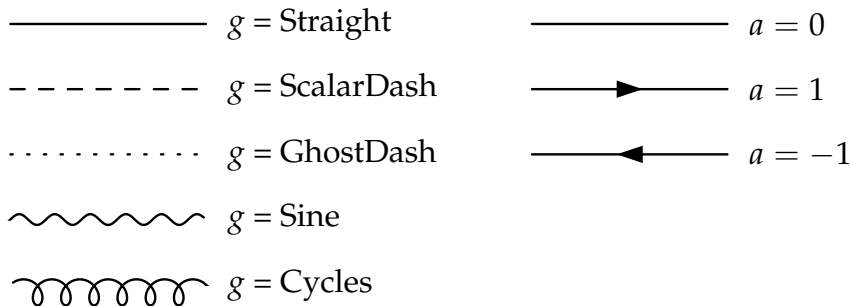 g = Straight
a = 0
g = ScalarDash
a = 1
g = GhostDash
a = −1
g = Sine
g = Cycles